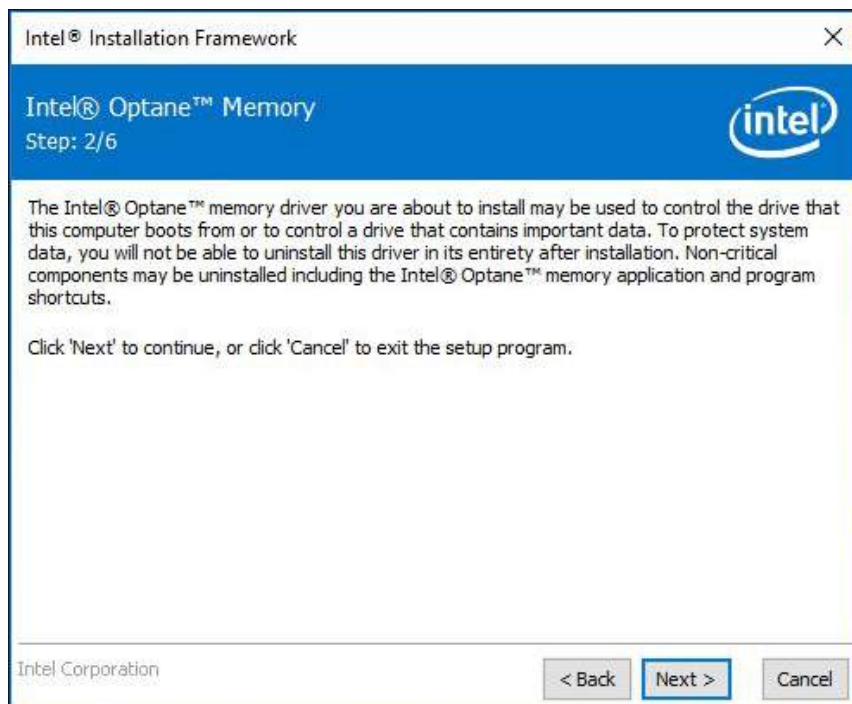 Intel® Installation Framework
Intel® Optane™ Memory
Step: 2/6
intel
The Intel® Optane™ memory driver you are about to install may be used to control the drive that
this computer boots from or to control a drive that contains important data. To protect system
data, you will not be able to uninstall this driver in its entirety after installation. Non-critical
components may be uninstalled including the Intel® Optane™ memory application and program
shortcuts.
Click 'Next' to continue, or click 'Cancel' to exit the setup program.
Intel Corporation
< Back
Next >
Cancel